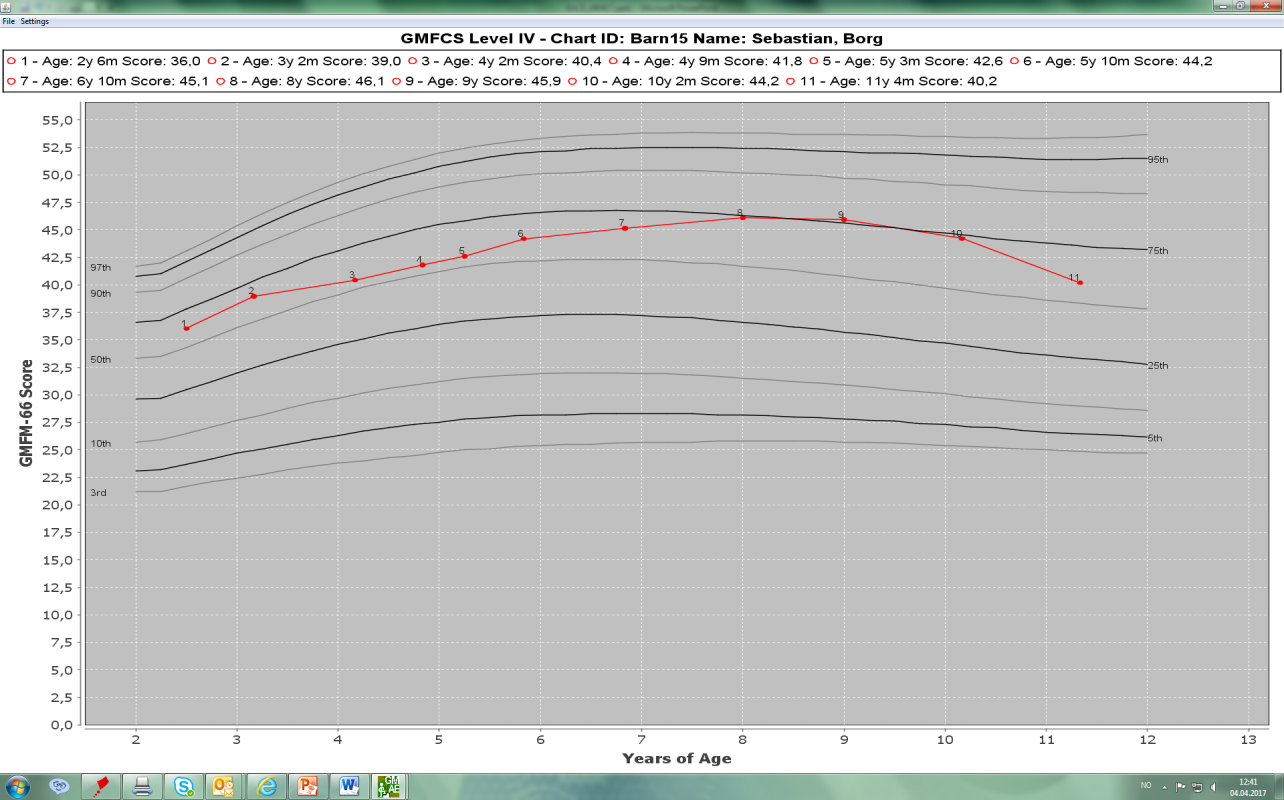 File Settings
GMFCS Level IV - Chart ID: Barn15 Name: Sebastian, Borg
1 - Age: 2y 6m Score: 36,0 2 - Age: 3y 2m Score: 39,0 3 - Age: 4y 2m Score: 40,4 4 - Age: 4y 9m Score: 41,8 5 - Age: 5y 3m Score: 42,6 6 - Age: 5y 10m Score: 44,2
7 - Age: 6y 10m Score: 45,1 8 - Age: 8y Score: 46,1 9 - Age: 9y Score: 45,9 10 - Age: 10y 2m Score: 44,2 11 - Age: 11y 4m Score: 40,2
GMFM-66 Score
55,0
52,5
50,0
47,5
45,0
42,5
40,0
37,5
35,0
32,5
30,0
27,5
25,0
22,5
20,0
17,5
15,0
12,5
10,0
7,5
5,0
2,5
0,0
97th
90th
50th
10th
3rd
1
2
3
4
5
6
7
8
9
10
11
95th
75th
25th
5th
2 3 4 5 6 7 8 9 10 11 12 13
Years of Age
NO
12:41
04.04.2017